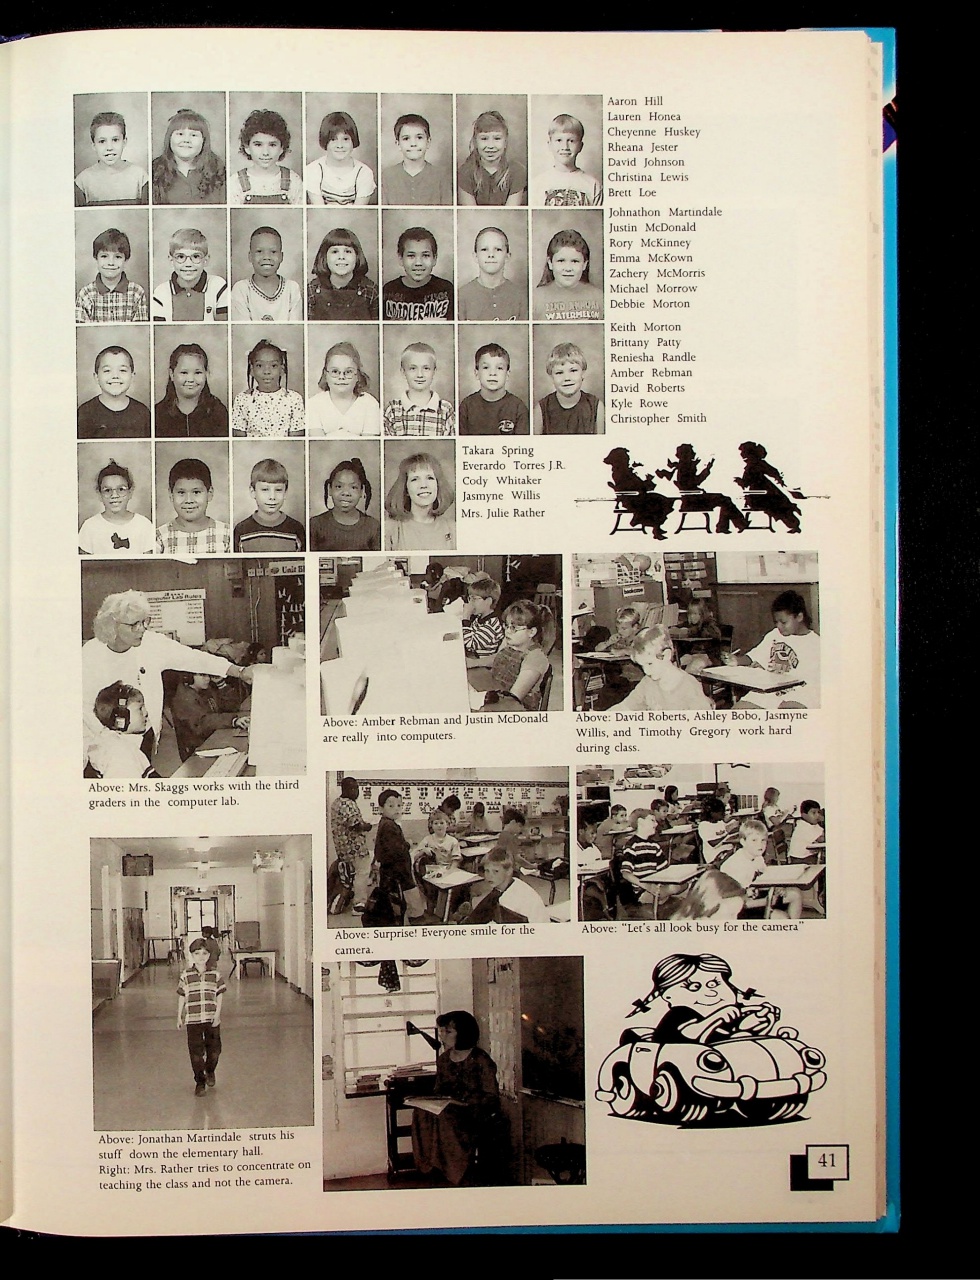 Aaron Hill
Lauren Honea
Cheyenne Huskey
Rheana Jester
David Johnson
Christina Lewis
Brett Loe
Johnathon Martindale
Justin McDonald
Rory McKinney
Emma McKown
Zachery McMorris
Michael Morrow
Debbie Morton
Keith Morton
Brittany Patty
Reniesha Randle
Amber Rebman
David Roberts
Kyle Rowe
Christopher Smith
Takara Spring
Everardo Torres J.R.
Cody Whitaker
Jasmyne Willis
Mrs. Julie Rather
WATERMELON
Above: Mrs. Skaggs works with the third
graders in the computer lab.
Above: Amber Rebman and Justin McDonald
are really into computers.
Above: David Roberts, Ashley Bobo, Jasmyne
Willis, and Timothy Gregory work hard
during class.
Above: Surprise! Everyone smile for the
camera.
Above: "Let's all look busy for the camera"
Above: Jonathan Martindale struts his
stuff down the elementary hall.
Right: Mrs. Rather tries to concentrate on
teaching the class and not the camera.
41